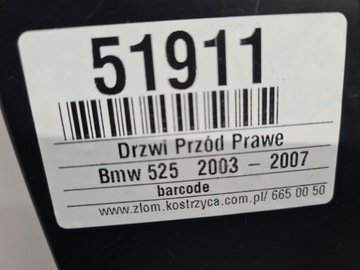 51911
Drzwi Przód Prawe
Bmw 525 2003 - 2007
barcode
www.zlom.kostrzyca.com.pl/ 665 00 50